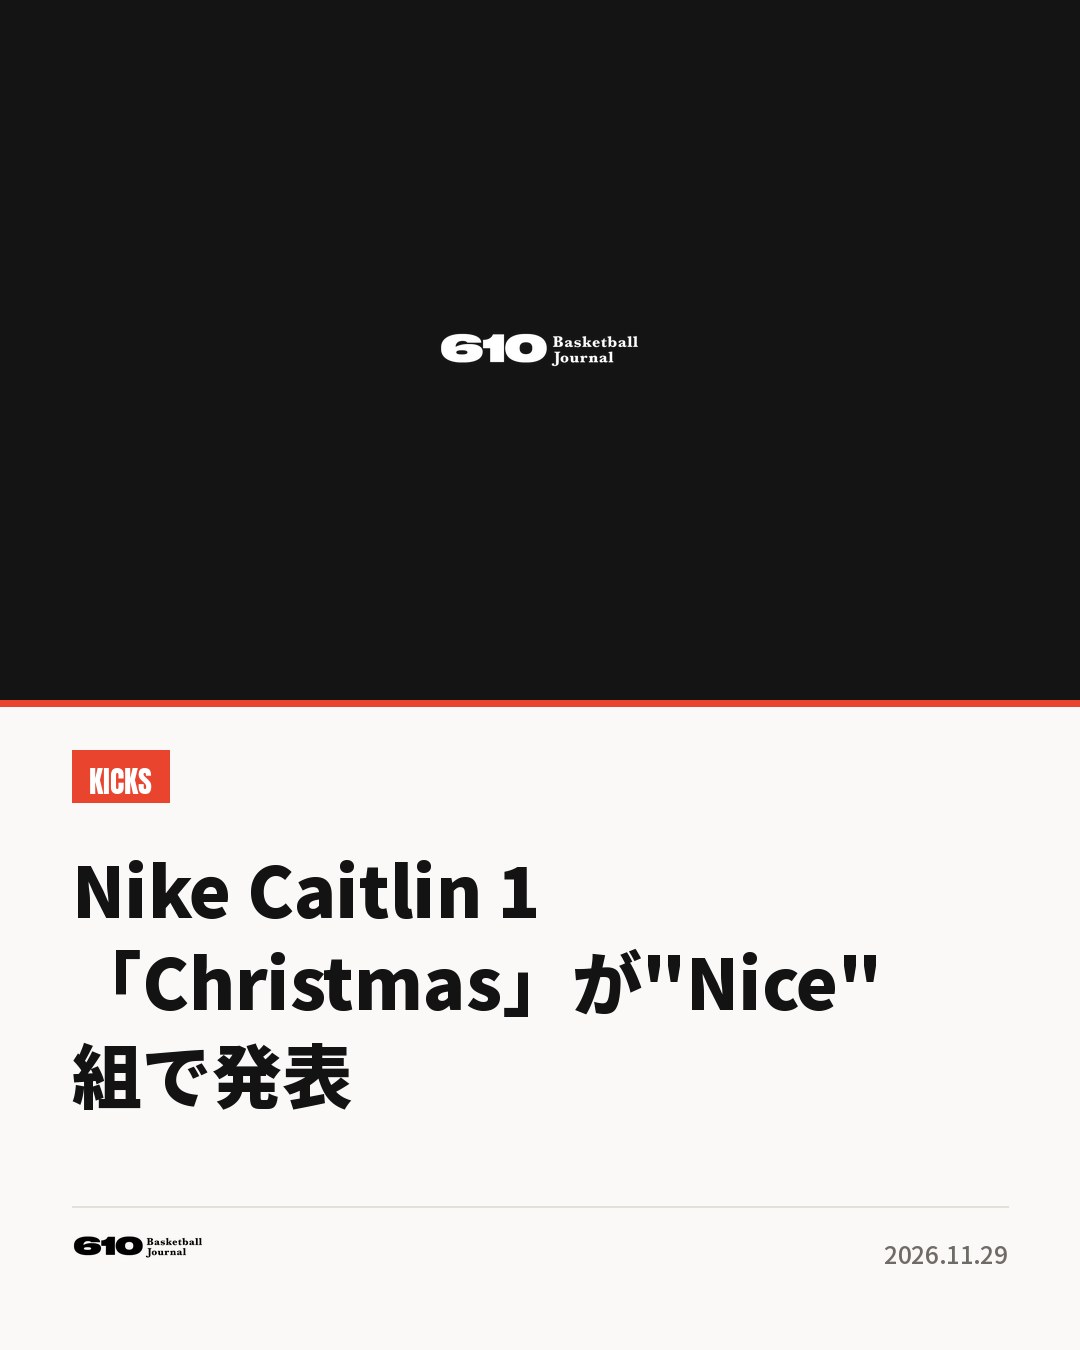 610 Basketball
Journal
KICKS
Nike Caitlin 1
「Christmas」が"Nice"
組で発表
610 Basketball
Journal
2026.11.29